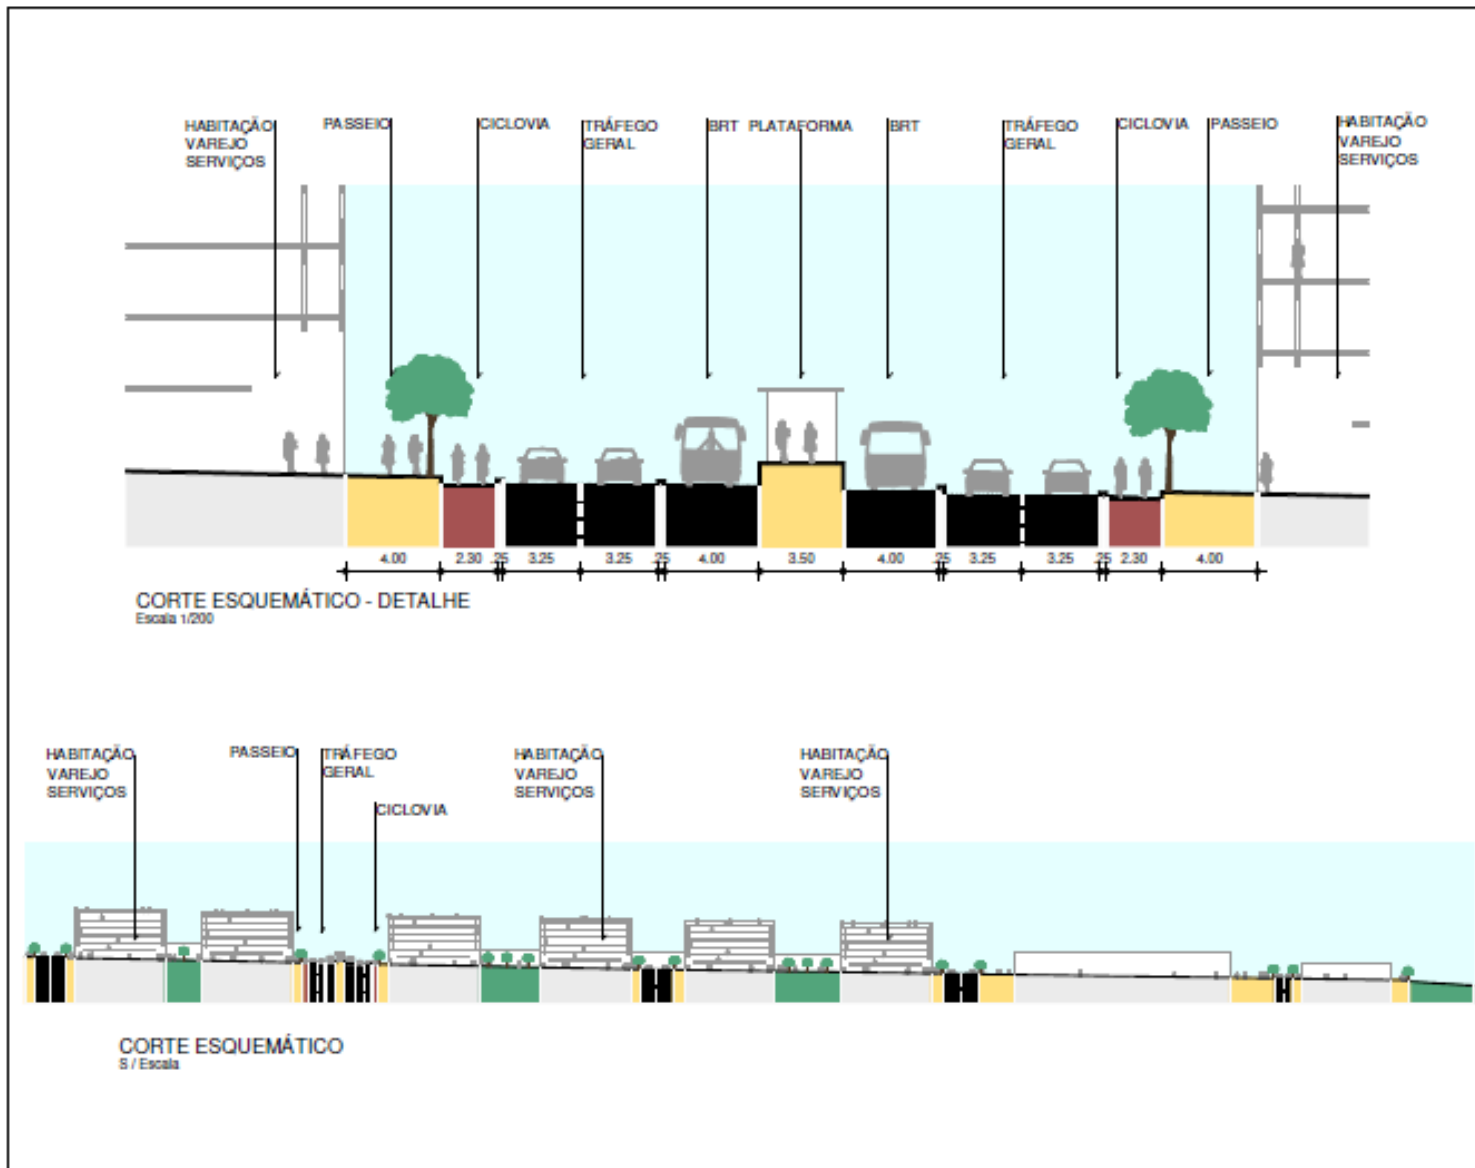 HABITAÇÃO
VAREJO
SERVIÇOS
PASSEIO
CICLOVIA
TRÁFEGO
GERAL
BRT PLATAFORMA
BRT
TRÁFEGO
GERAL
CICLOVIA
PASSEIO
HABITAÇÃO
VAREJO
SERVIÇOS
4.00 2.30 .25 3.25 3.25 .25 4.00 3.50 4.00 .25 3.25 3.25 .25 2.30 4.00
CORTE ESQUEMÁTICO - DETALHE
Escala 1/200
HABITAÇÃO
VAREJO
SERVIÇOS
PASSEIO
TRÁFEGO
GERAL
CICLOVIA
HABITAÇÃO
VAREJO
SERVIÇOS
HABITAÇÃO
VAREJO
SERVIÇOS
CORTE ESQUEMÁTICO
S / Escala